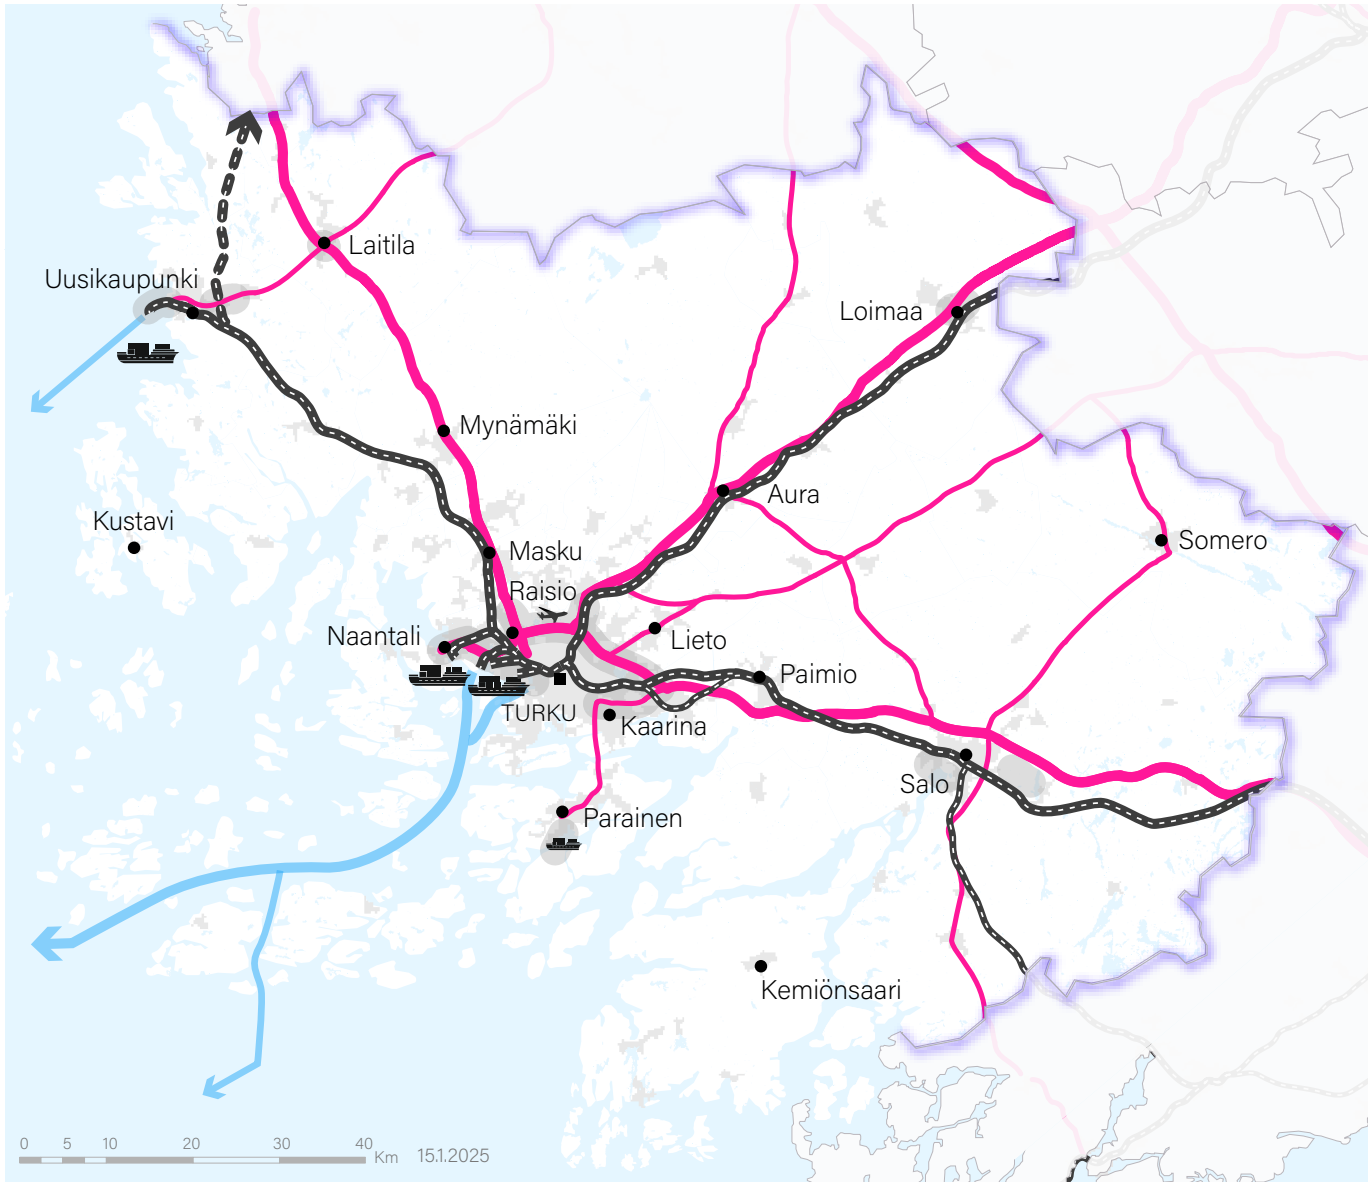 Laitila
Uusikaupunki
Loimaa
Mynämäki
Aura
Kustavi
Somero
Masku
Raisio
Naantali
Lieto
Paimio
TURKU
Kaarina
Salo
Parainen
Kemiönsaari
0 5 10 20 30 40
Km 15.1.2025